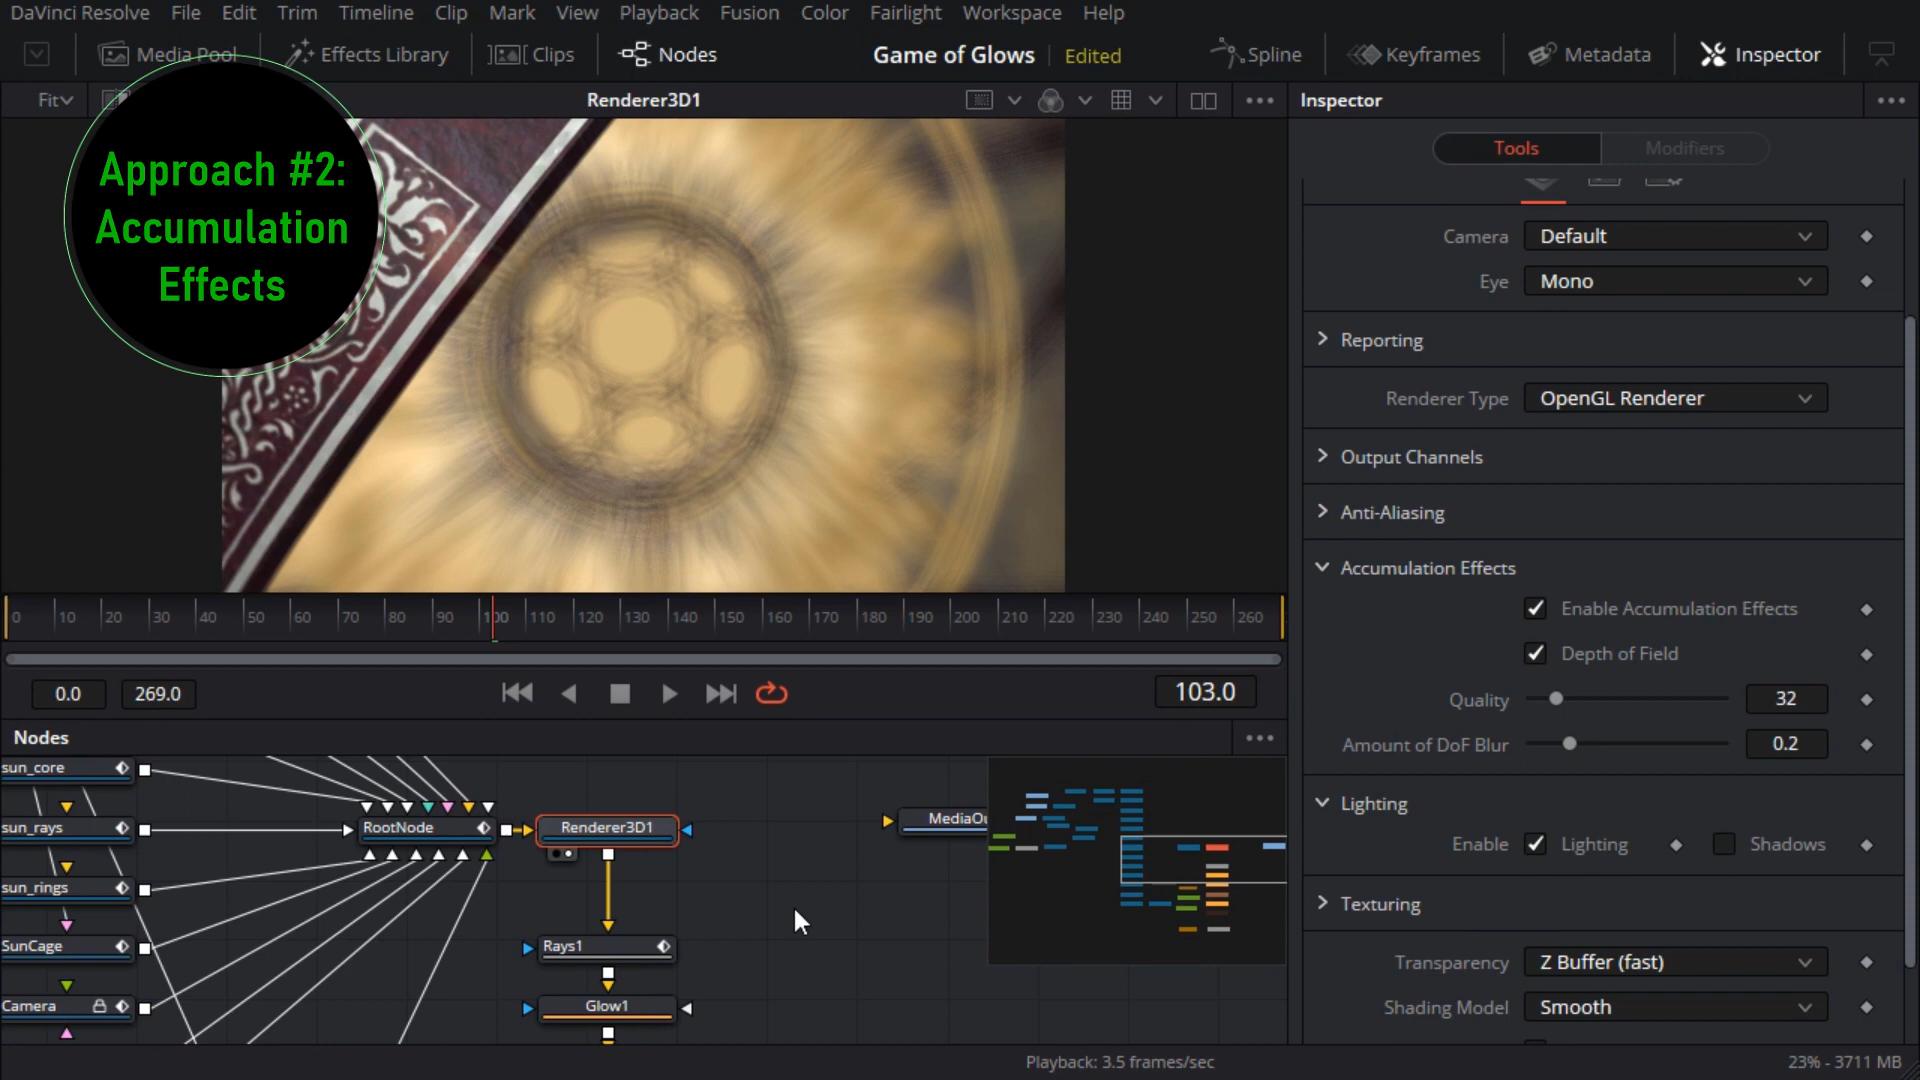 DaVinci Resolve File Edit Trim Timeline Clip Mark View Playback Fusion Color Fairlight Workspace Help
Media Pool Effects Library Clips Nodes Game of Glows Edited Spline Keyframes Metadata Inspector
Fit Renderer3D1 Inspector
Approach #2:
Accumulation
Effects
Tools Modifiers
Camera Default
Eye Mono
Reporting
Renderer Type OpenGL Renderer
Output Channels
Anti-Aliasing
Accumulation Effects
Enable Accumulation Effects
Depth of Field
Quality 32
Amount of DoF Blur 0.2
Lighting
Enable Lighting Shadows
Texturing
Transparency Z Buffer (fast)
Shading Model Smooth
0 10 20 30 40 50 60 70 80 90 100 110 120 130 140 150 160 170 180 190 200 210 220 230 240 250 260
0.0 269.0 103.0
Nodes
sun_core
sun_rays RootNode Renderer3D1 MediaOu
sun_rings
SunCage Rays1
Camera Glow1
Playback: 3.5 frames/sec 23% - 3711 MB